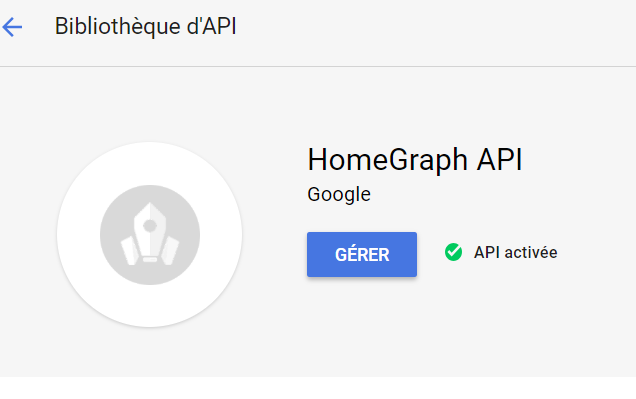 Bibliothèque d'API
HomeGraph API
Google
GÉRER
API activée